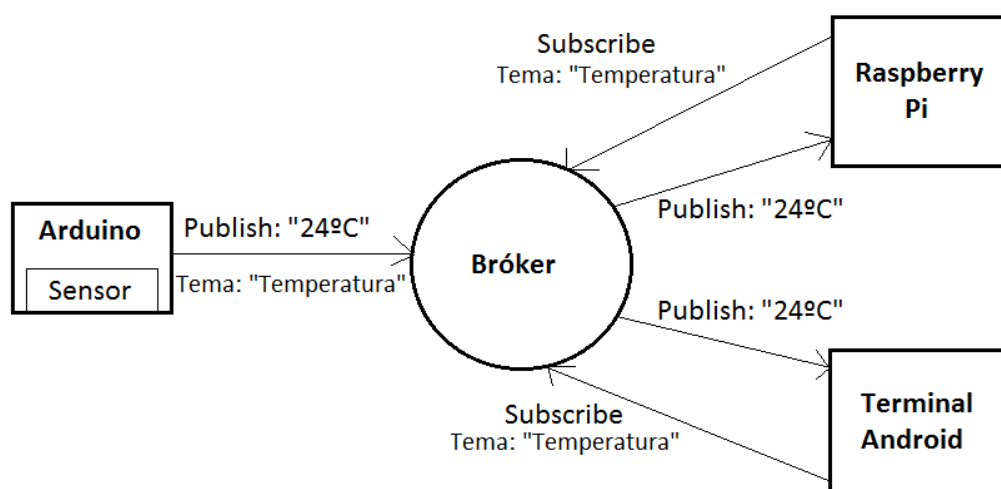 Subscribe
Tema: "Temperatura"
Raspberry
Pi
Publish: "24ºC"
Arduino
Sensor
Publish: "24ºC"
Tema: "Temperatura"
Bróker
Publish: "24ºC"
Subscribe
Tema: "Temperatura"
Terminal
Android